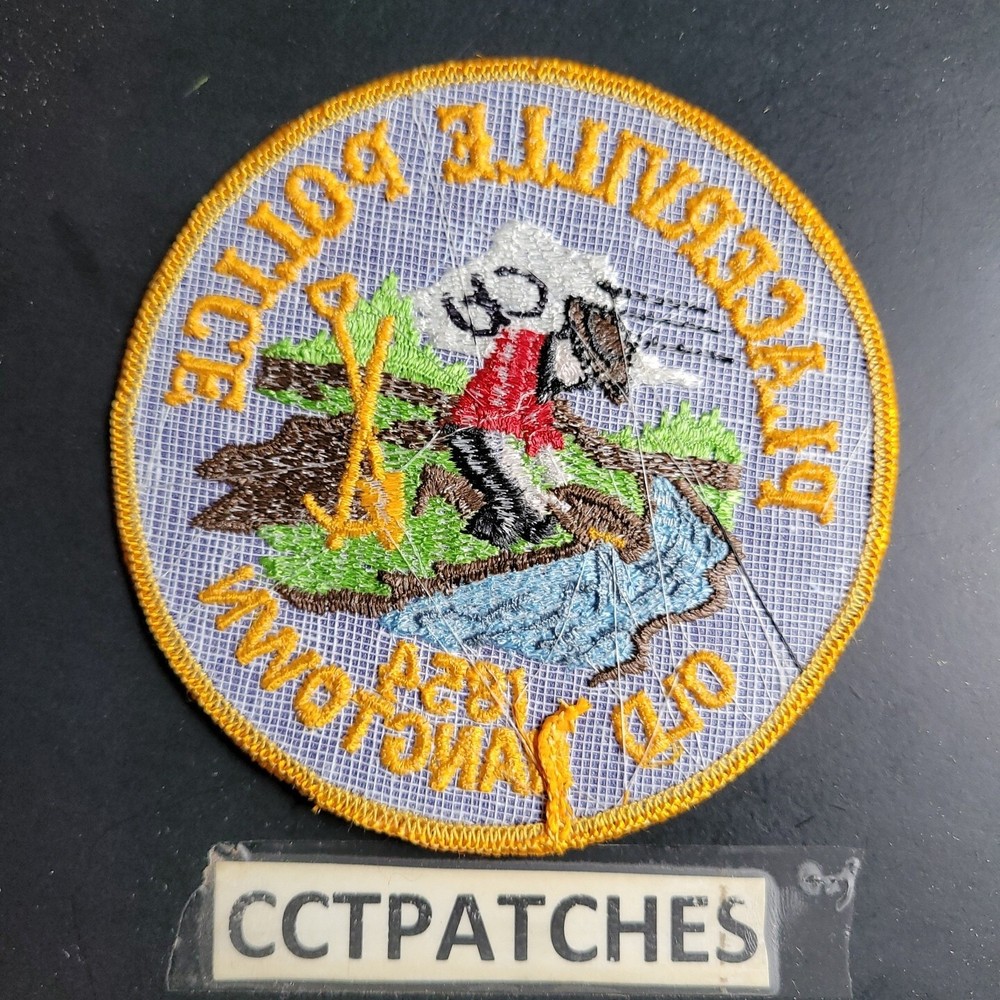 PLACERVILLE POLICE
1854
OLD HANGTOWN
CCTPATCHES